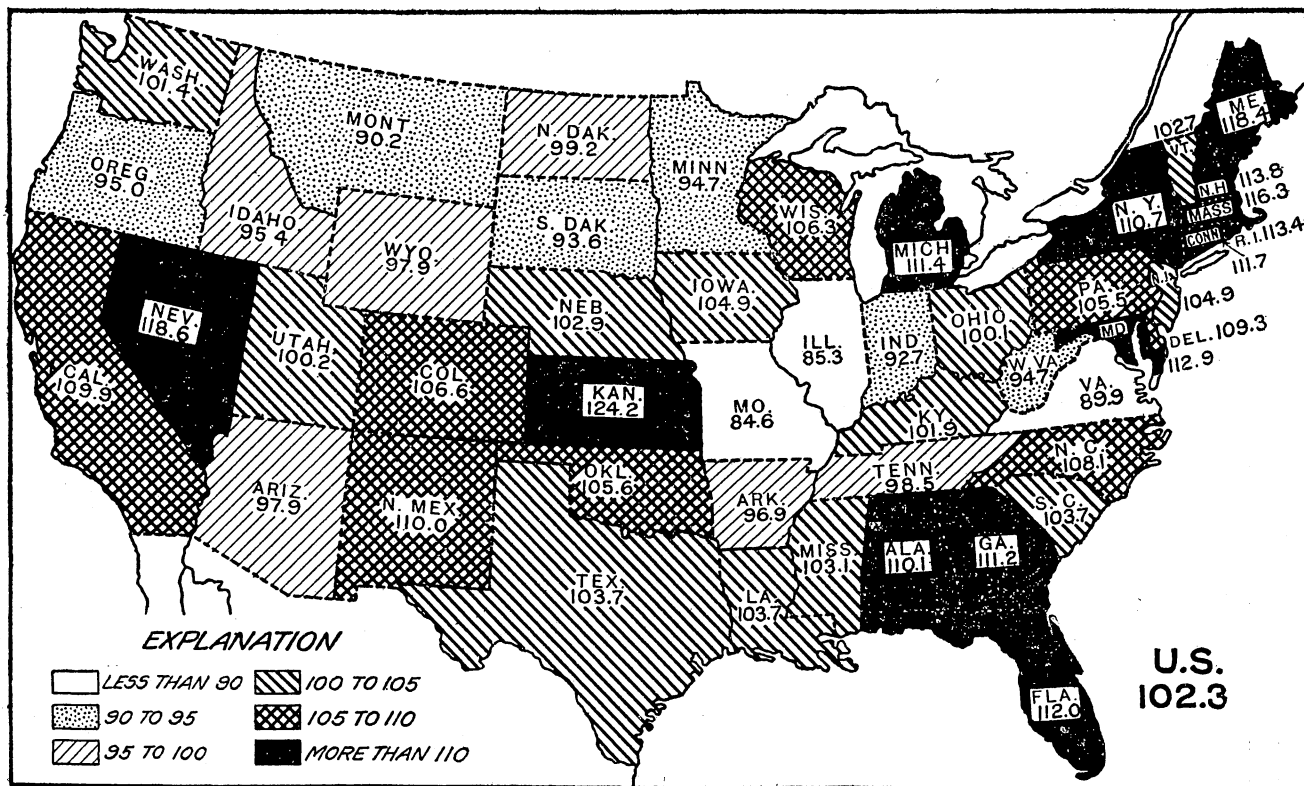 WASH.
101.4
OREG
95.0
MONT
90.2
IDAHO
95.4
N. DAK
99.2
S. DAK
93.6
MINN
94.7
WIS.
106.3
MICH
111.4
WYO.
97.9
NEV.
118.6
CAL.
109.9
UTAH.
100.2
COL.
106.6
NEB.
102.9
IOWA.
104.9
KAN.
124.2
MO.
84.6
ILL.
85.3
IND
92.7
OHIO
100.1
KY.
101.9
W.VA.
94.7
VA.
89.9
PA.
105.5
N.Y.
110.7
102.7
VT.
ME.
118.4
N.H
113.8
MASS
116.3
CONN
R.I. 113.4
111.7
N.J.
104.9
MD
DEL. 109.3
112.9
ARIZ.
97.9
N. MEX
110.0
OKL.
105.6
TEX.
103.7
ARK.
96.9
LA.
103.7
MISS.
103.1
TENN.
98.5
N. C.
108.1
S. C.
103.7
ALA.
110.1
GA.
111.2
FLA.
112.0
U.S.
102.3
EXPLANATION
LESS THAN 90
90 TO 95
95 TO 100
100 TO 105
105 TO 110
MORE THAN 110